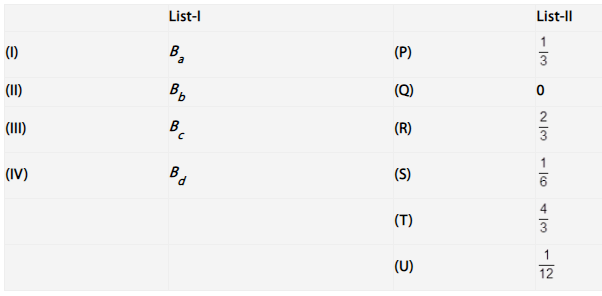 List-I List-II
(I) B_a (P) \frac{1}{3}
(II) B_b (Q) 0
(III) B_c (R) \frac{2}{3}
(IV) B_d (S) \frac{1}{6}
(T) \frac{4}{3}
(U) \frac{1}{12}